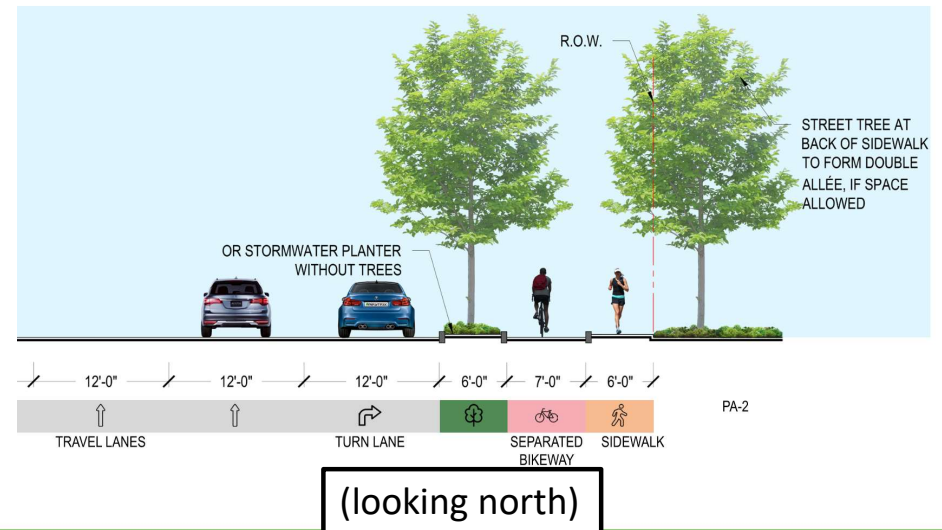 R.O.W.
STREET TREE AT
BACK OF SIDEWALK
TO FORM DOUBLE
ALLÉE, IF SPACE
ALLOWED
OR STORMWATER PLANTER
WITHOUT TREES
12'-0" 12'-0" 12'-0" 6'-0" 7'-0" 6'-0"
PA-2
TRAVEL LANES TURN LANE SEPARATED SIDEWALK
BIKEWAY
(looking north)